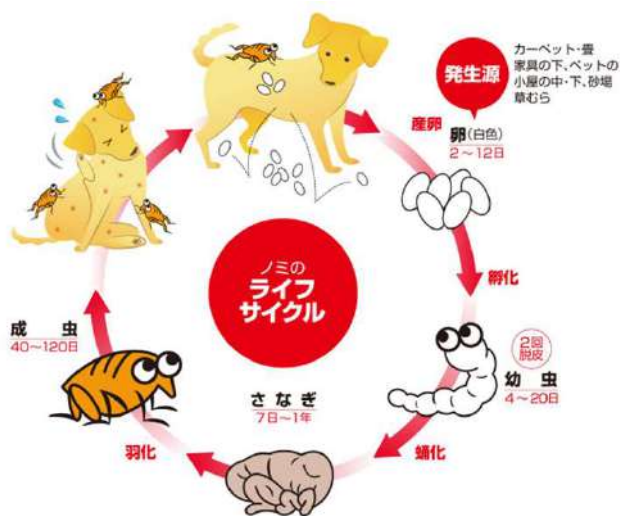 発生源
カーペット・畳
家具の下、ペットの
小屋の中・下、砂場
草むら
産卵
卵(白色)
2〜12日
孵化
2回
脱皮
幼虫
4〜20日
蛹化
さなぎ
7日〜1年
羽化
成虫
40〜120日
ノミの
ライフ
サイクル